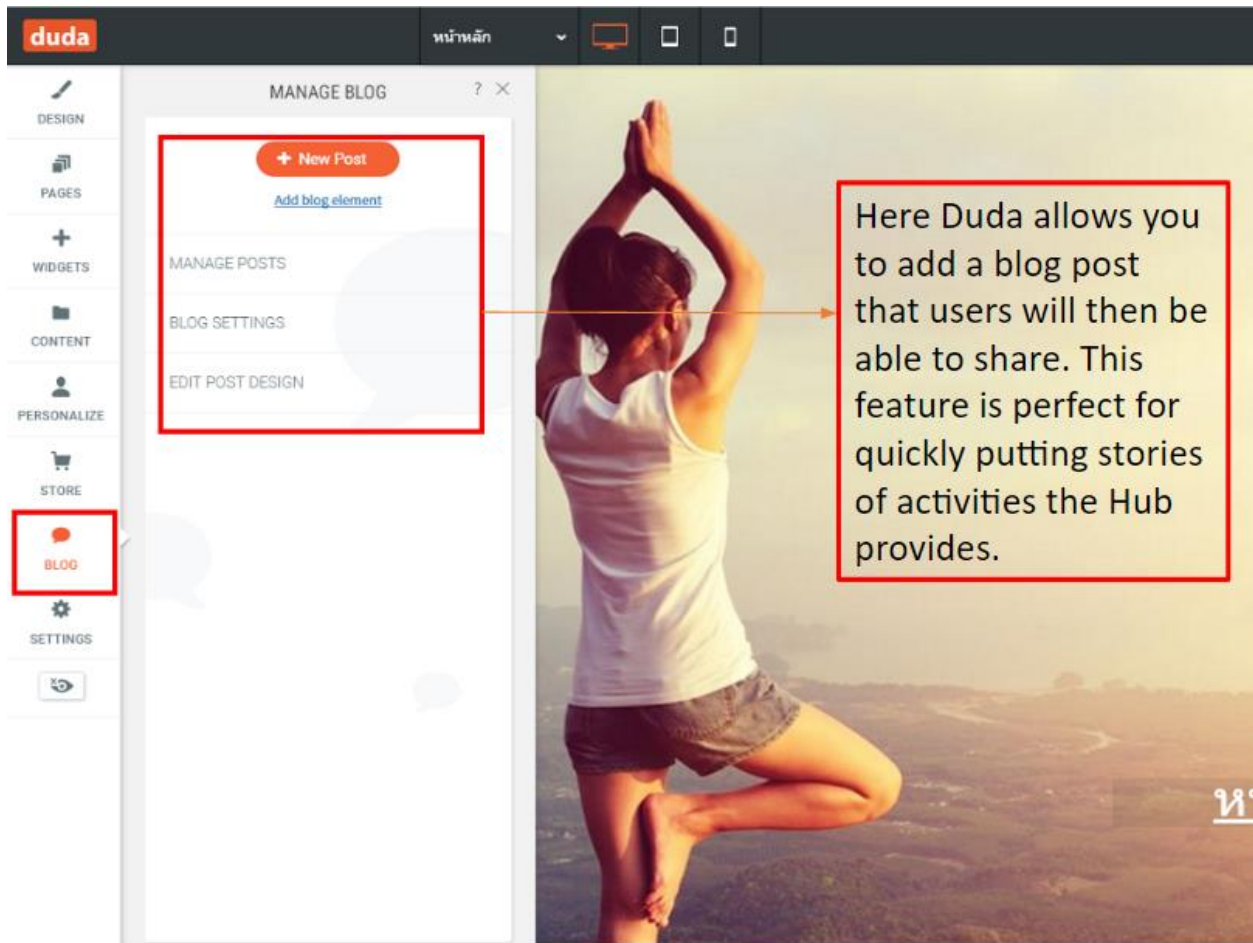 duda
หน้าหลัก
DESIGN
PAGES
WIDGETS
CONTENT
PERSONALIZE
STORE
BLOG
SETTINGS
MANAGE BLOG ?
+ New Post
Add blog element
MANAGE POSTS
BLOG SETTINGS
EDIT POST DESIGN
Here Duda allows you
to add a blog post
that users will then be
able to share. This
feature is perfect for
quickly putting stories
of activities the Hub
provides.